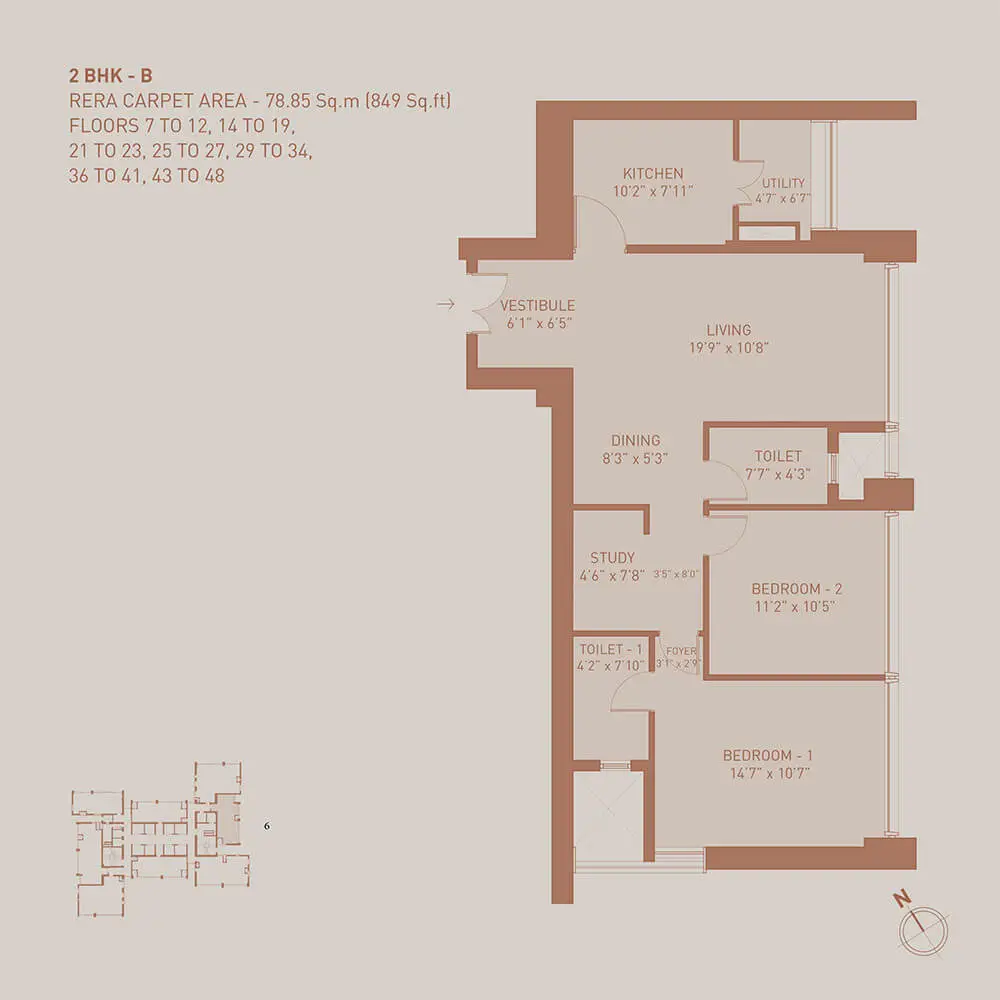 2 BHK - B
RERA CARPET AREA - 78.85 Sq.m (849 Sq.ft)
FLOORS 7 TO 12, 14 TO 19,
21 TO 23, 25 TO 27, 29 TO 34,
36 TO 41, 43 TO 48
KITCHEN
10'2" x 7'11"
UTILITY
4'7" x 6'7"
VESTIBULE
6'1" x 6'5"
LIVING
19'9" x 10'8"
DINING
8'3" x 5'3"
TOILET
7'7" x 4'3"
STUDY
4'6" x 7'8"
3'5" x 8'0"
BEDROOM - 2
11'2" x 10'5"
TOILET - 1
4'2" x 7'10"
FOYER
3'1" x 2'9"
BEDROOM - 1
14'7" x 10'7"
6
N